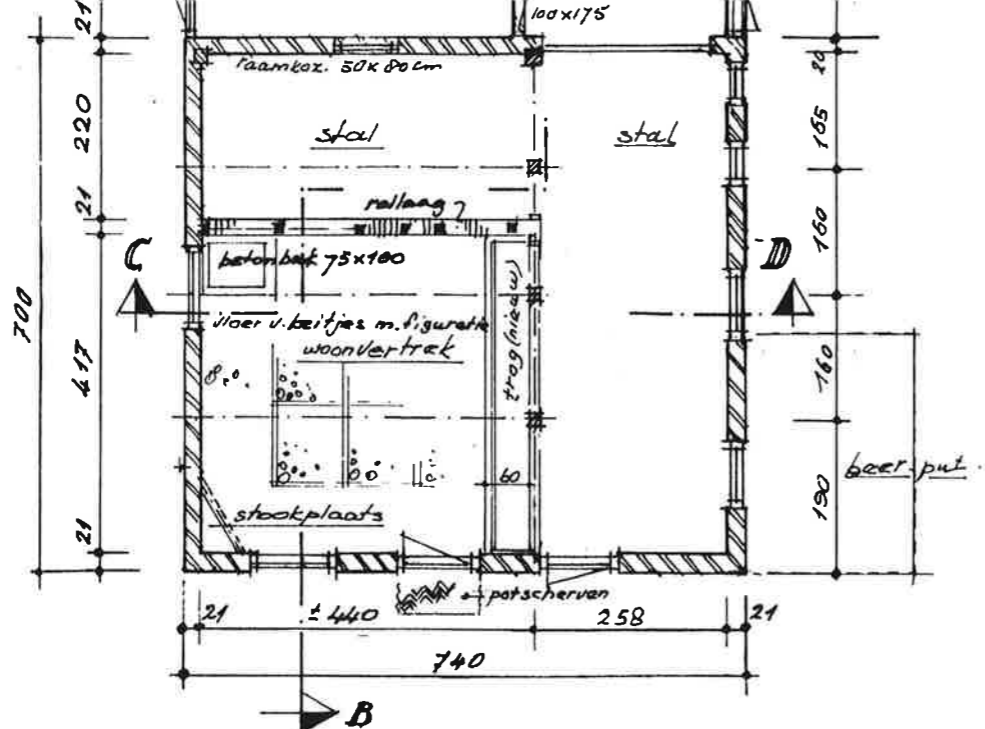 21
100x175
raamkoz. 50x80cm
20
220
stal
stal
165
21
rollaag
160
C
betonbak 75x100
D
700
trog (nieuw)
vloer v. keitjes m. figuratie
woonvertrek
417
160
beer-put.
60
190
stookplaats
21
potscherven
21
± 440
258
21
740
B